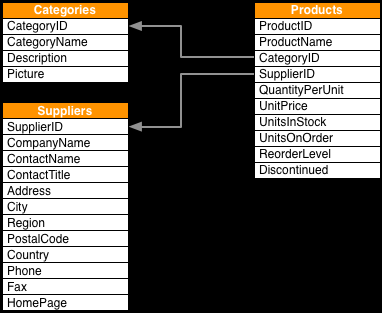 Categories
CategoryID
CategoryName
Description
Picture
Suppliers
SupplierID
CompanyName
ContactName
ContactTitle
Address
City
Region
PostalCode
Country
Phone
Fax
HomePage
Products
ProductID
ProductName
CategoryID
SupplierID
QuantityPerUnit
UnitPrice
UnitsInStock
UnitsOnOrder
ReorderLevel
Discontinued